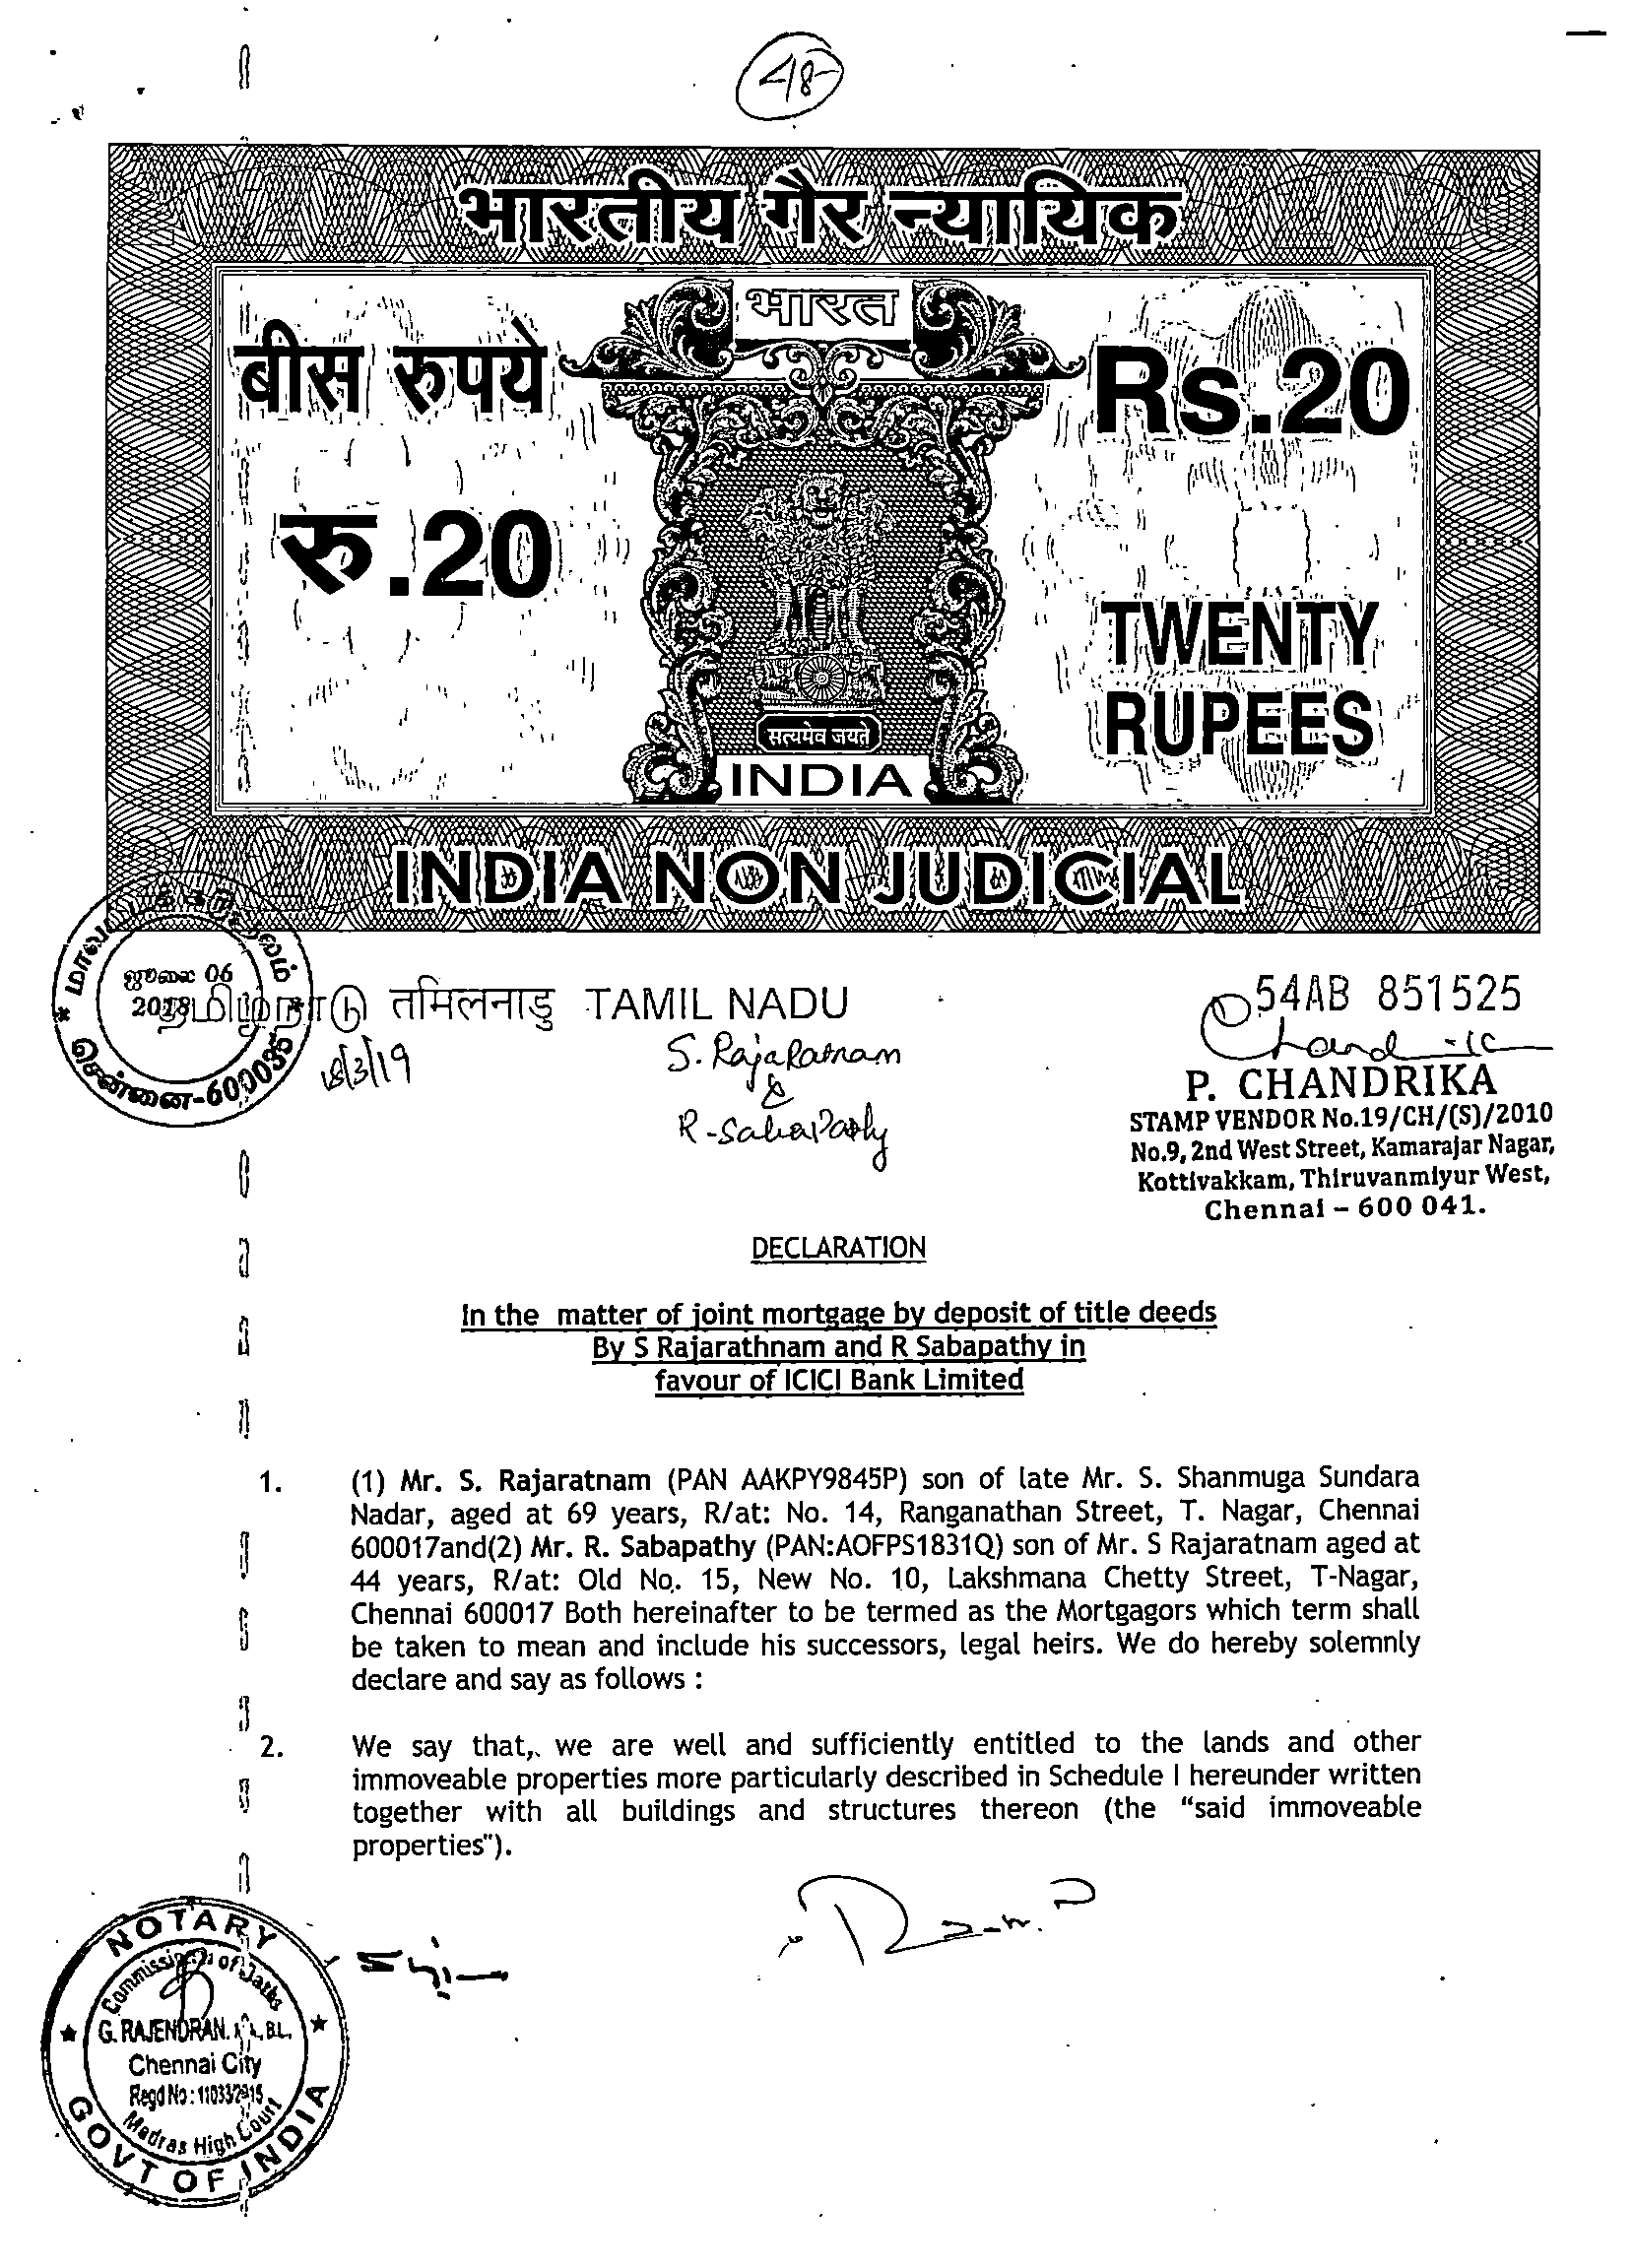 48
भारतीय गैर न्यायिक
भारत
बीस रुपये
Rs.20
रु.20
TWENTY
RUPEES
सत्यमेव जयते
INDIA
INDIA NON JUDICIAL
ஜூலை 06
2018
சென்னை-600035
தமிழ்நாடு तमिलनाडु TAMIL NADU
54AB 851525
18/3/19
S. Rajaratnam
&
R-Sabapathy
P. CHANDRIKA
STAMP VENDOR No.19/CH/(S)/2010
No.9, 2nd West Street, Kamarajar Nagar,
Kottivakkam, Thiruvanmiyur West,
Chennai – 600 041.
DECLARATION
In the matter of joint mortgage by deposit of title deeds
By S Rajarathnam and R Sabapathy in
favour of ICICI Bank Limited
1. (1) Mr. S. Rajaratnam (PAN AAKPY9845P) son of late Mr. S. Shanmuga Sundara
Nadar, aged at 69 years, R/at: No. 14, Ranganathan Street, T. Nagar, Chennai
600017and(2) Mr. R. Sabapathy (PAN:AOFPS1831Q) son of Mr. S Rajaratnam aged at
44 years, R/at: Old No. 15, New No. 10, Lakshmana Chetty Street, T-Nagar,
Chennai 600017 Both hereinafter to be termed as the Mortgagors which term shall
be taken to mean and include his successors, legal heirs. We do hereby solemnly
declare and say as follows :
2. We say that, we are well and sufficiently entitled to the lands and other
immoveable properties more particularly described in Schedule I hereunder written
together with all buildings and structures thereon (the “said immoveable
properties").
NOTARY
G. RAJENDRAN. B.L.
Chennai City
Regd No :
Madras High Court
GOVT OF INDIA